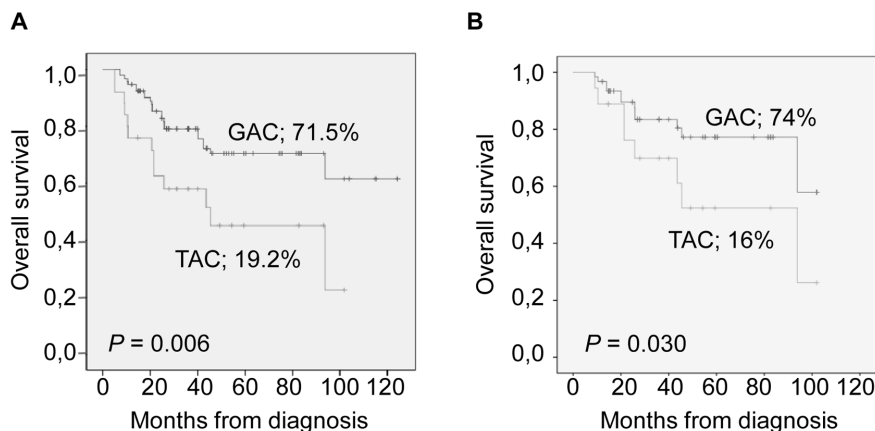 A
Overall survival
1,0
0,8
0,6
0,4
0,2
0,0
GAC; 71.5%
TAC; 19.2%
P = 0.006
0 20 40 60 80 100 120
Months from diagnosis
B
Overall survival
1,0
0,8
0,6
0,4
0,2
0,0
GAC; 74%
TAC; 16%
P = 0.030
0 20 40 60 80 100 120
Months from diagnosis